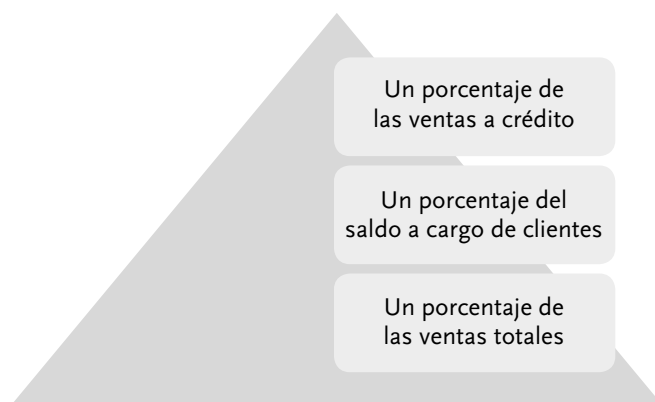 Un porcentaje de
las ventas a crédito
Un porcentaje del
saldo a cargo de clientes
Un porcentaje de
las ventas totales